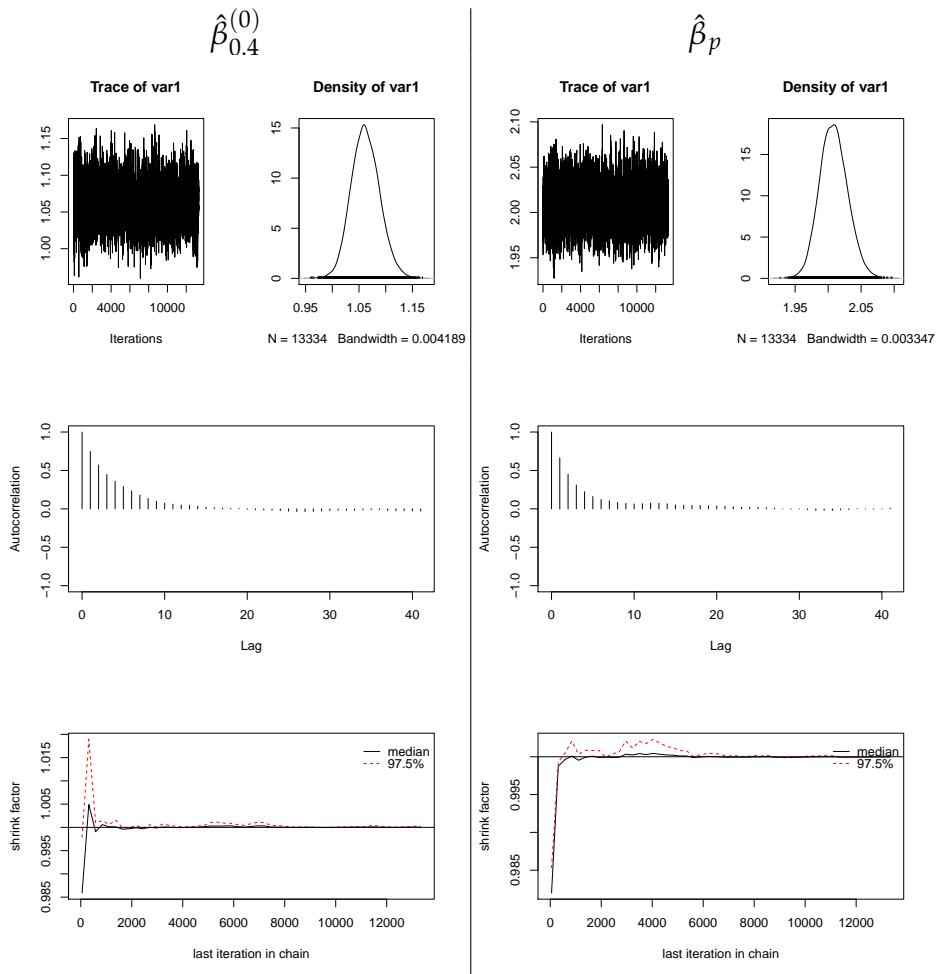 β̂_{0.4}^{(0)}
β̂_p
Trace of var1
Density of var1
1.00 1.05 1.10 1.15
0 4000 10000
Iterations
0 5 10 15
0.95 1.05 1.15
N = 13334 Bandwidth = 0.004189
Trace of var1
Density of var1
1.95 2.00 2.05 2.10
0 4000 10000
Iterations
0 5 10 15
1.95 2.05
N = 13334 Bandwidth = 0.003347
Autocorrelation
−1.0 −0.5 0.0 0.5 1.0
0 10 20 30 40
Lag
Autocorrelation
−1.0 −0.5 0.0 0.5 1.0
0 10 20 30 40
Lag
shrink factor
0.985 0.995 1.005 1.015
median
97.5%
0 2000 4000 6000 8000 12000
last iteration in chain
shrink factor
0.985 0.995
median
97.5%
0 2000 4000 6000 8000 12000
last iteration in chain